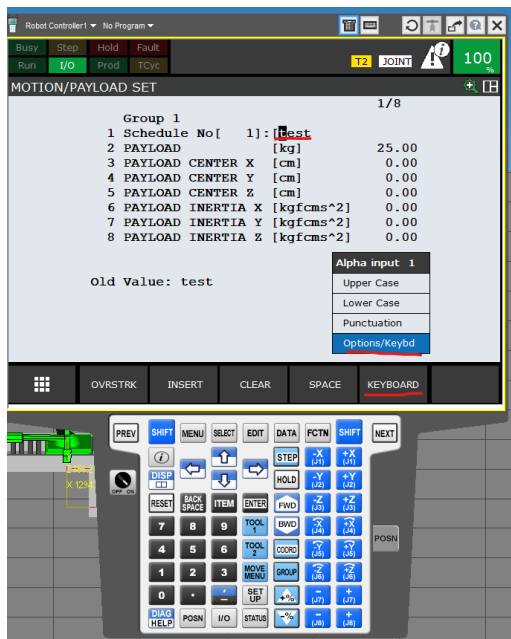 Robot Controller1 No Program
Busy Step Hold Fault
Run I/O Prod TCyc
T2 JOINT 100 %
MOTION/PAYLOAD SET
1/8
Group 1
1 Schedule No[ 1]:[test
2 PAYLOAD [kg] 25.00
3 PAYLOAD CENTER X [cm] 0.00
4 PAYLOAD CENTER Y [cm] 0.00
5 PAYLOAD CENTER Z [cm] 0.00
6 PAYLOAD INERTIA X [kgfcms^2] 0.00
7 PAYLOAD INERTIA Y [kgfcms^2] 0.00
8 PAYLOAD INERTIA Z [kgfcms^2] 0.00
Old Value: test
Alpha input 1
Upper Case
Lower Case
Punctuation
Options/Keybd
OVRSTRK INSERT CLEAR SPACE KEYBOARD
PREV SHIFT MENU SELECT EDIT DATA FCTN SHIFT NEXT
i STEP -X (J1) +X (J1)
DISP HOLD -Y (J2) +Y (J2)
OFF ON
RESET BACK SPACE ITEM ENTER FWD -Z (J3) +Z (J3)
7 8 9 TOOL 1 BWD -X (J4) +X (J4)
4 5 6 TOOL 2 COORD -Y (J5) +Y (J5)
POSN
1 2 3 MOVE MENU GROUP -Z (J6) +Z (J6)
0 . SET UP +% - (J7) + (J7)
DIAG HELP POSN I/O STATUS -% - (J8) + (J8)